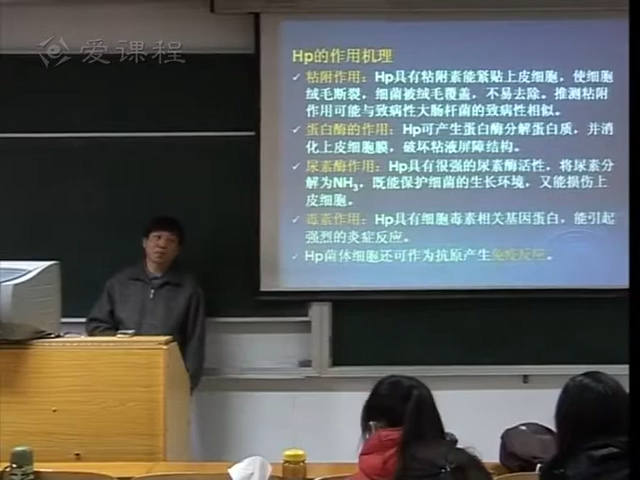 爱课程
Hp的作用机理
✓ 粘附作用：Hp具有粘附素能紧贴上皮细胞，使细胞
绒毛断裂，细菌被绒毛覆盖，不易去除。推测粘附
作用可能与致病性大肠杆菌的致病性相似。
✓ 蛋白酶的作用：Hp可产生蛋白酶分解蛋白质，并消
化上皮细胞膜，破坏粘液屏障结构。
✓ 尿素酶作用：Hp具有很强的尿素酶活性，将尿素分
解为NH₃，既能保护细菌的生长环境，又能损伤上
皮细胞。
✓ 毒素作用：Hp具有细胞毒素相关基因蛋白，能引起
强烈的炎症反应。
✓ Hp菌体细胞还可作为抗原产生免疫反应。